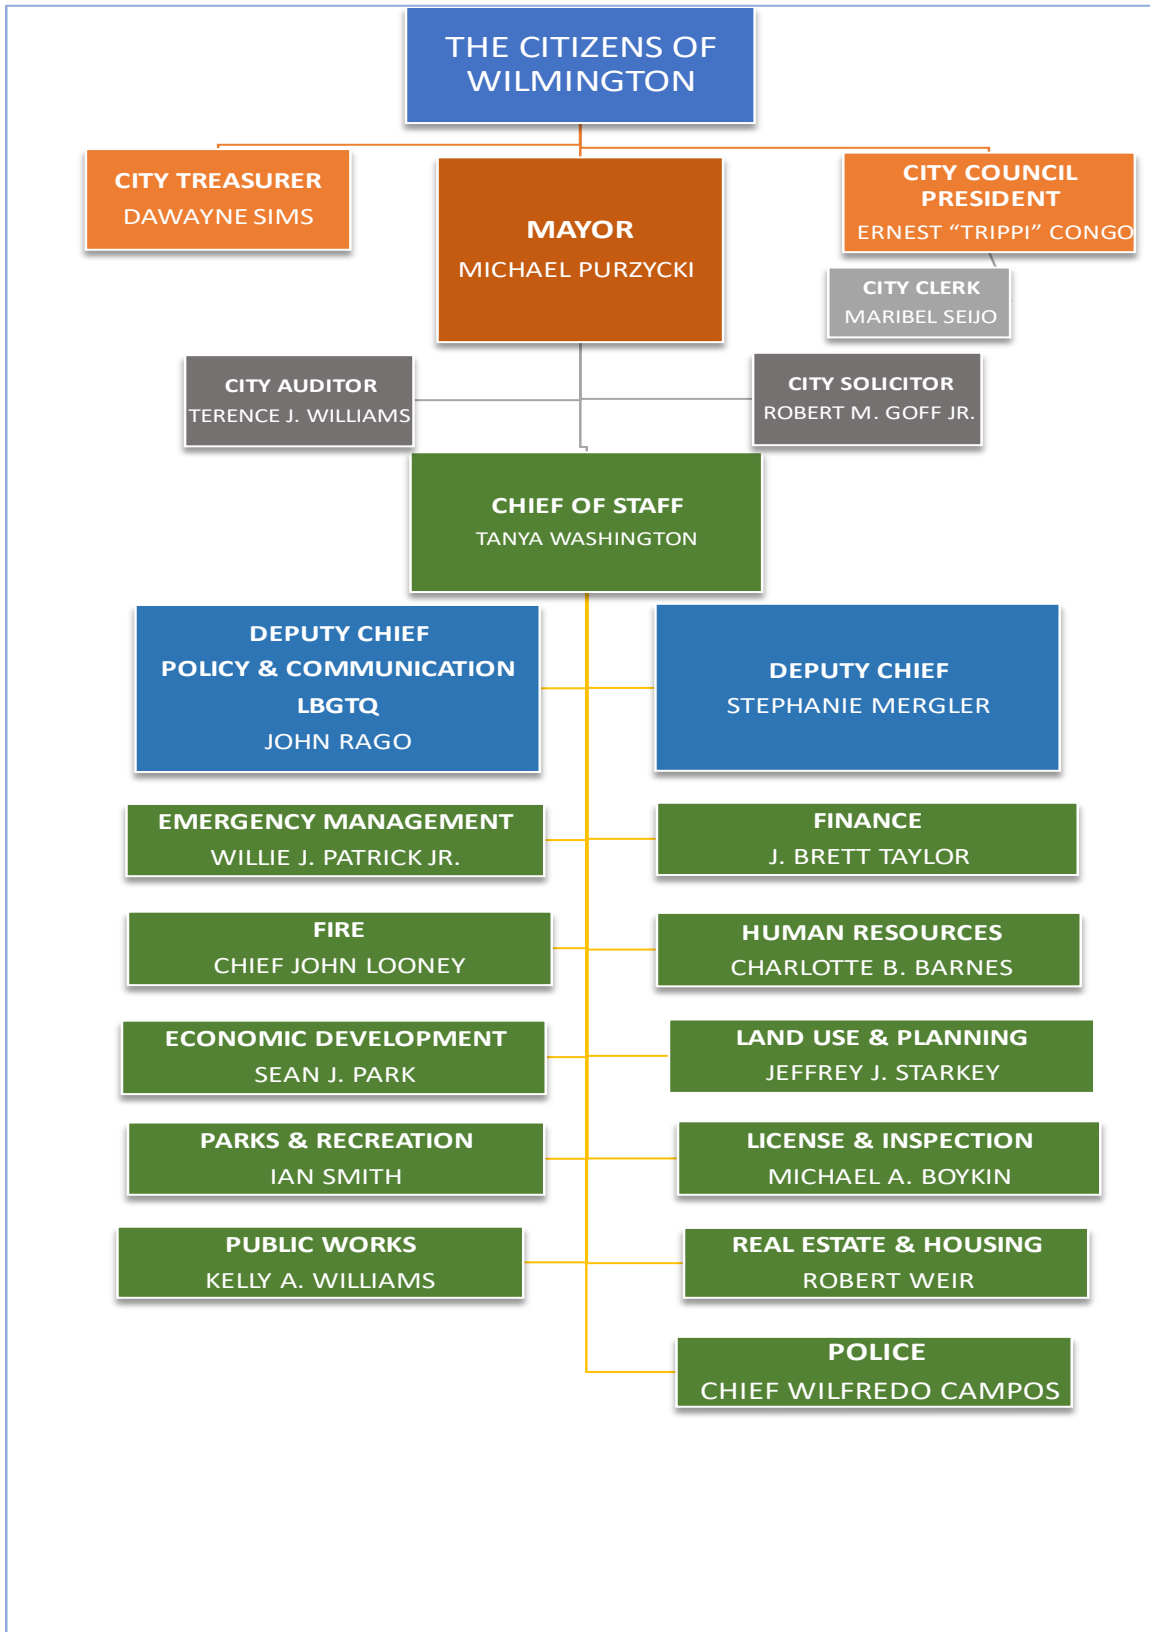 THE CITIZENS OF
WILMINGTON
CITY TREASURER
DAWAYNE SIMS
MAYOR
MICHAEL PURZYCKI
CITY COUNCIL
PRESIDENT
ERNEST “TRIPPI” CONGO
CITY CLERK
MARIBEL SEIJO
CITY AUDITOR
TERENCE J. WILLIAMS
CITY SOLICITOR
ROBERT M. GOFF JR.
CHIEF OF STAFF
TANYA WASHINGTON
DEPUTY CHIEF
POLICY & COMMUNICATION
LBGTQ
JOHN RAGO
DEPUTY CHIEF
STEPHANIE MERGLER
EMERGENCY MANAGEMENT
WILLIE J. PATRICK JR.
FINANCE
J. BRETT TAYLOR
FIRE
CHIEF JOHN LOONEY
HUMAN RESOURCES
CHARLOTTE B. BARNES
ECONOMIC DEVELOPMENT
SEAN J. PARK
LAND USE & PLANNING
JEFFREY J. STARKEY
PARKS & RECREATION
IAN SMITH
LICENSE & INSPECTION
MICHAEL A. BOYKIN
PUBLIC WORKS
KELLY A. WILLIAMS
REAL ESTATE & HOUSING
ROBERT WEIR
POLICE
CHIEF WILFREDO CAMPOS